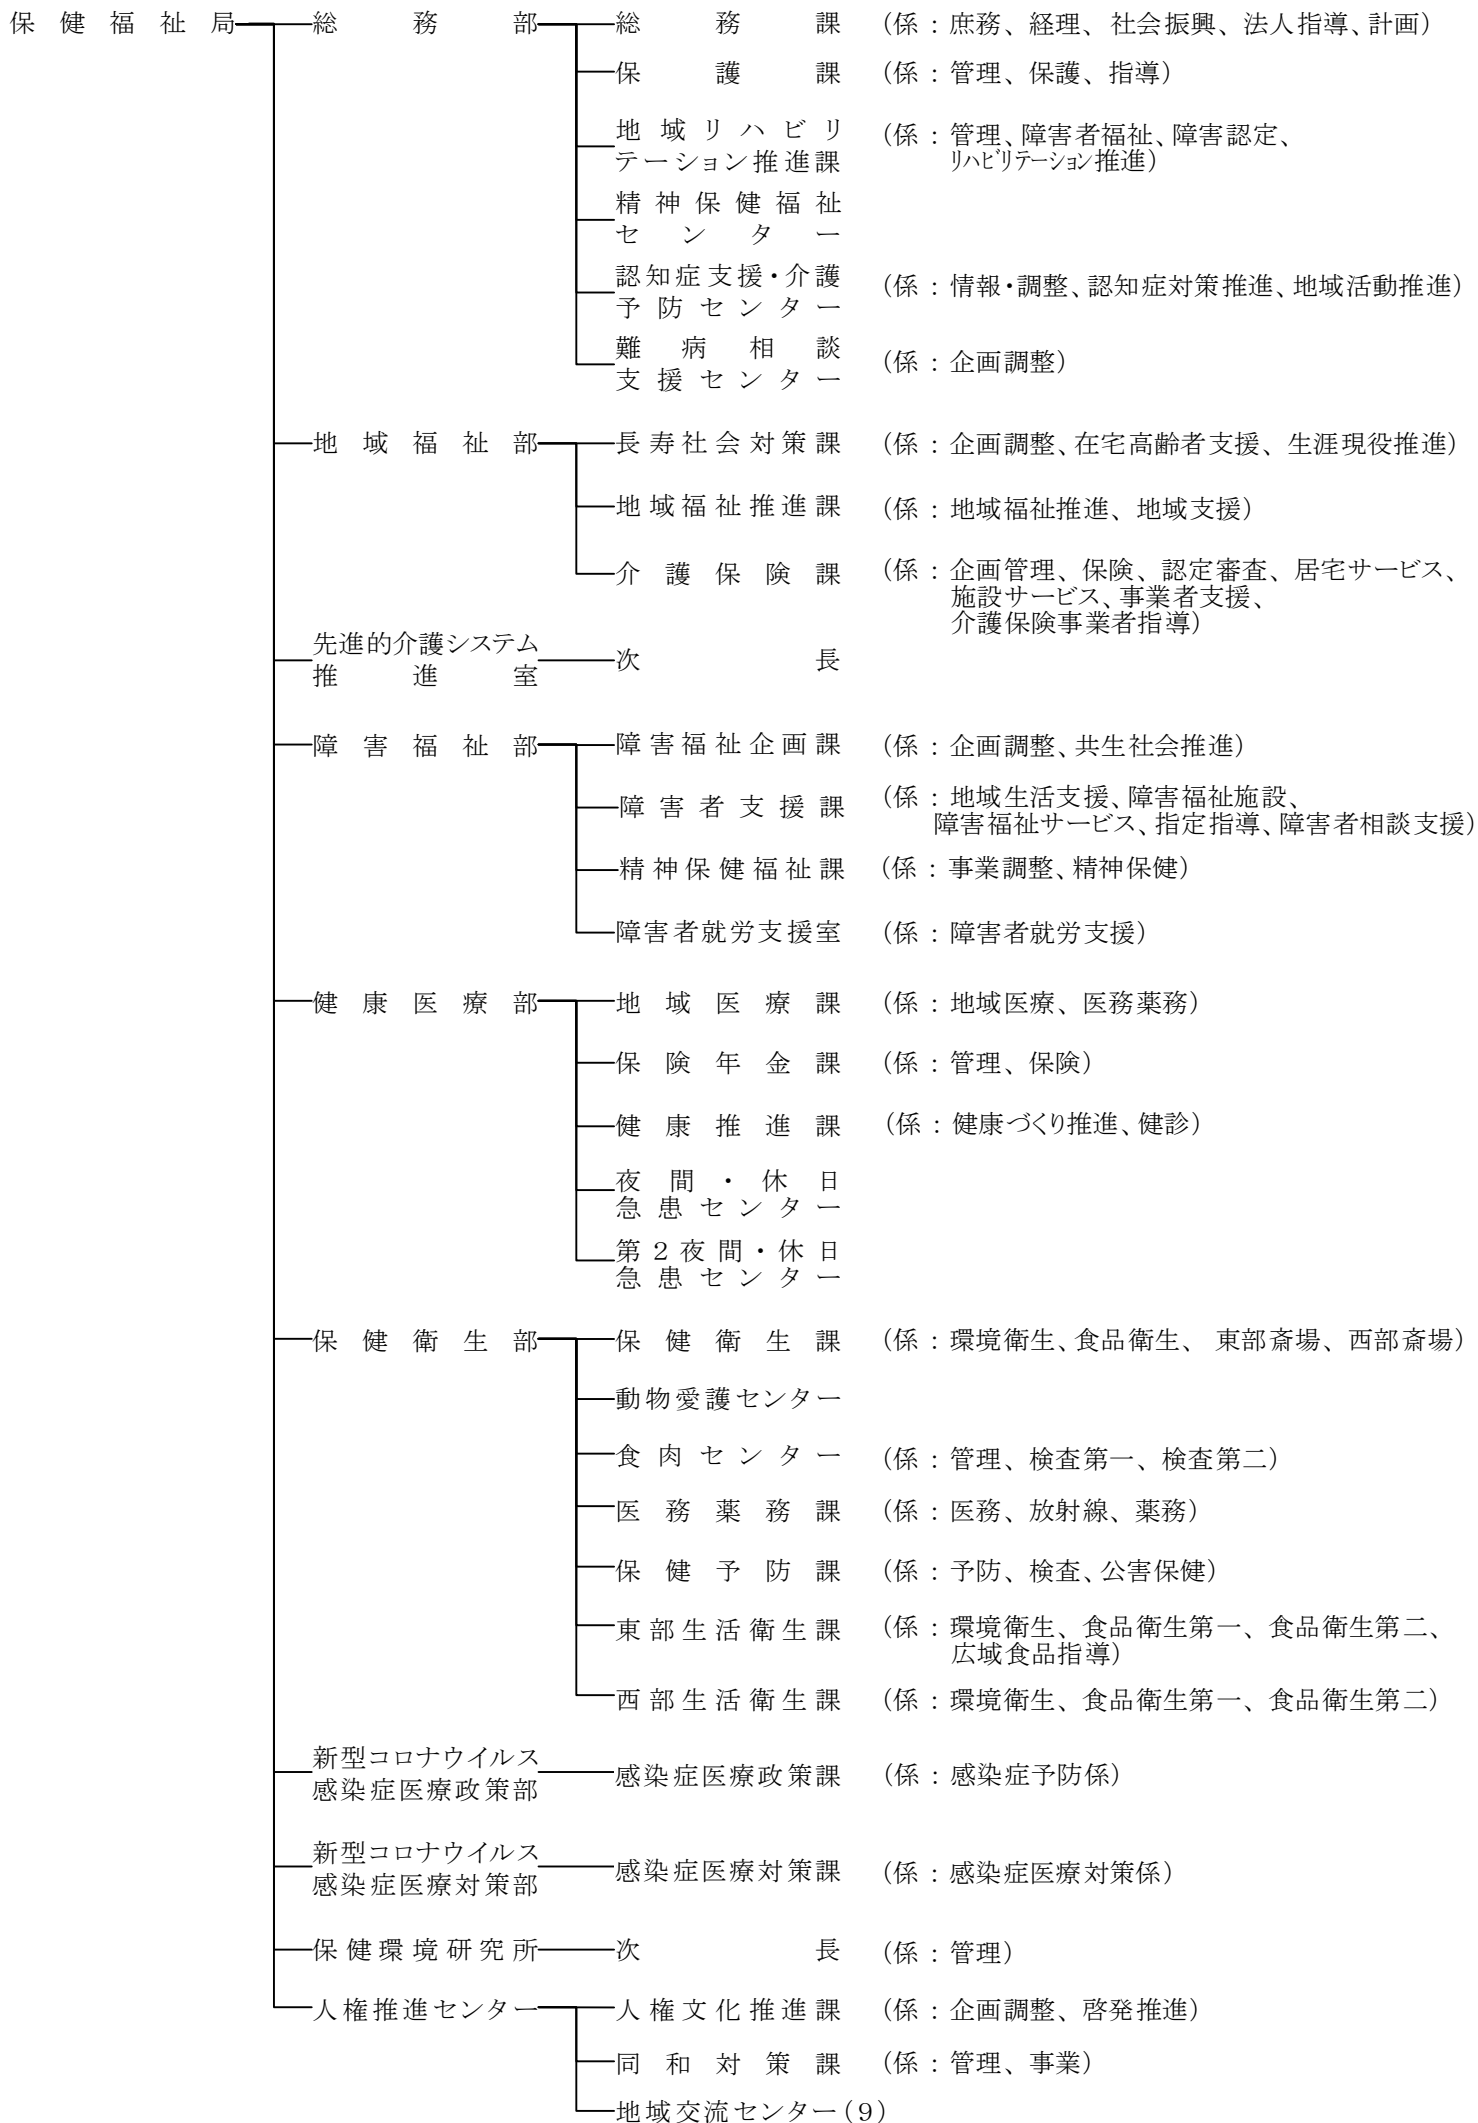 保健福祉局 総務部 総務課 (係：庶務、経理、社会振興、法人指導、計画)
保護課 (係：管理、保護、指導)
地域リハビリ (係：管理、障害者福祉、障害認定、
テーション推進課 リハビリテーション推進)
精神保健福祉
センター
認知症支援・介護 (係：情報・調整、認知症対策推進、地域活動推進)
予防センター
難病相談 (係：企画調整)
支援センター
地域福祉部 長寿社会対策課 (係：企画調整、在宅高齢者支援、生涯現役推進)
地域福祉推進課 (係：地域福祉推進、地域支援)
介護保険課 (係：企画管理、保険、認定審査、居宅サービス、
施設サービス、事業者支援、
介護保険事業者指導)
先進的介護システム
推進室 次長
障害福祉部 障害福祉企画課 (係：企画調整、共生社会推進)
障害者支援課 (係：地域生活支援、障害福祉施設、
障害福祉サービス、指定指導、障害者相談支援)
精神保健福祉課 (係：事業調整、精神保健)
障害者就労支援室 (係：障害者就労支援)
健康医療部 地域医療課 (係：地域医療、医務薬務)
保険年金課 (係：管理、保険)
健康推進課 (係：健康づくり推進、健診)
夜間・休日
急患センター
第2夜間・休日
急患センター
保健衛生部 保健衛生課 (係：環境衛生、食品衛生、東部斎場、西部斎場)
動物愛護センター
食肉センター (係：管理、検査第一、検査第二)
医務薬務課 (係：医務、放射線、薬務)
保健予防課 (係：予防、検査、公害保健)
東部生活衛生課 (係：環境衛生、食品衛生第一、食品衛生第二、
広域食品指導)
西部生活衛生課 (係：環境衛生、食品衛生第一、食品衛生第二)
新型コロナウイルス
感染症医療政策部 感染症医療政策課 (係：感染症予防係)
新型コロナウイルス
感染症医療対策部 感染症医療対策課 (係：感染症医療対策係)
保健環境研究所 次長 (係：管理)
人権推進センター 人権文化推進課 (係：企画調整、啓発推進)
同和対策課 (係：管理、事業)
地域交流センター(9)